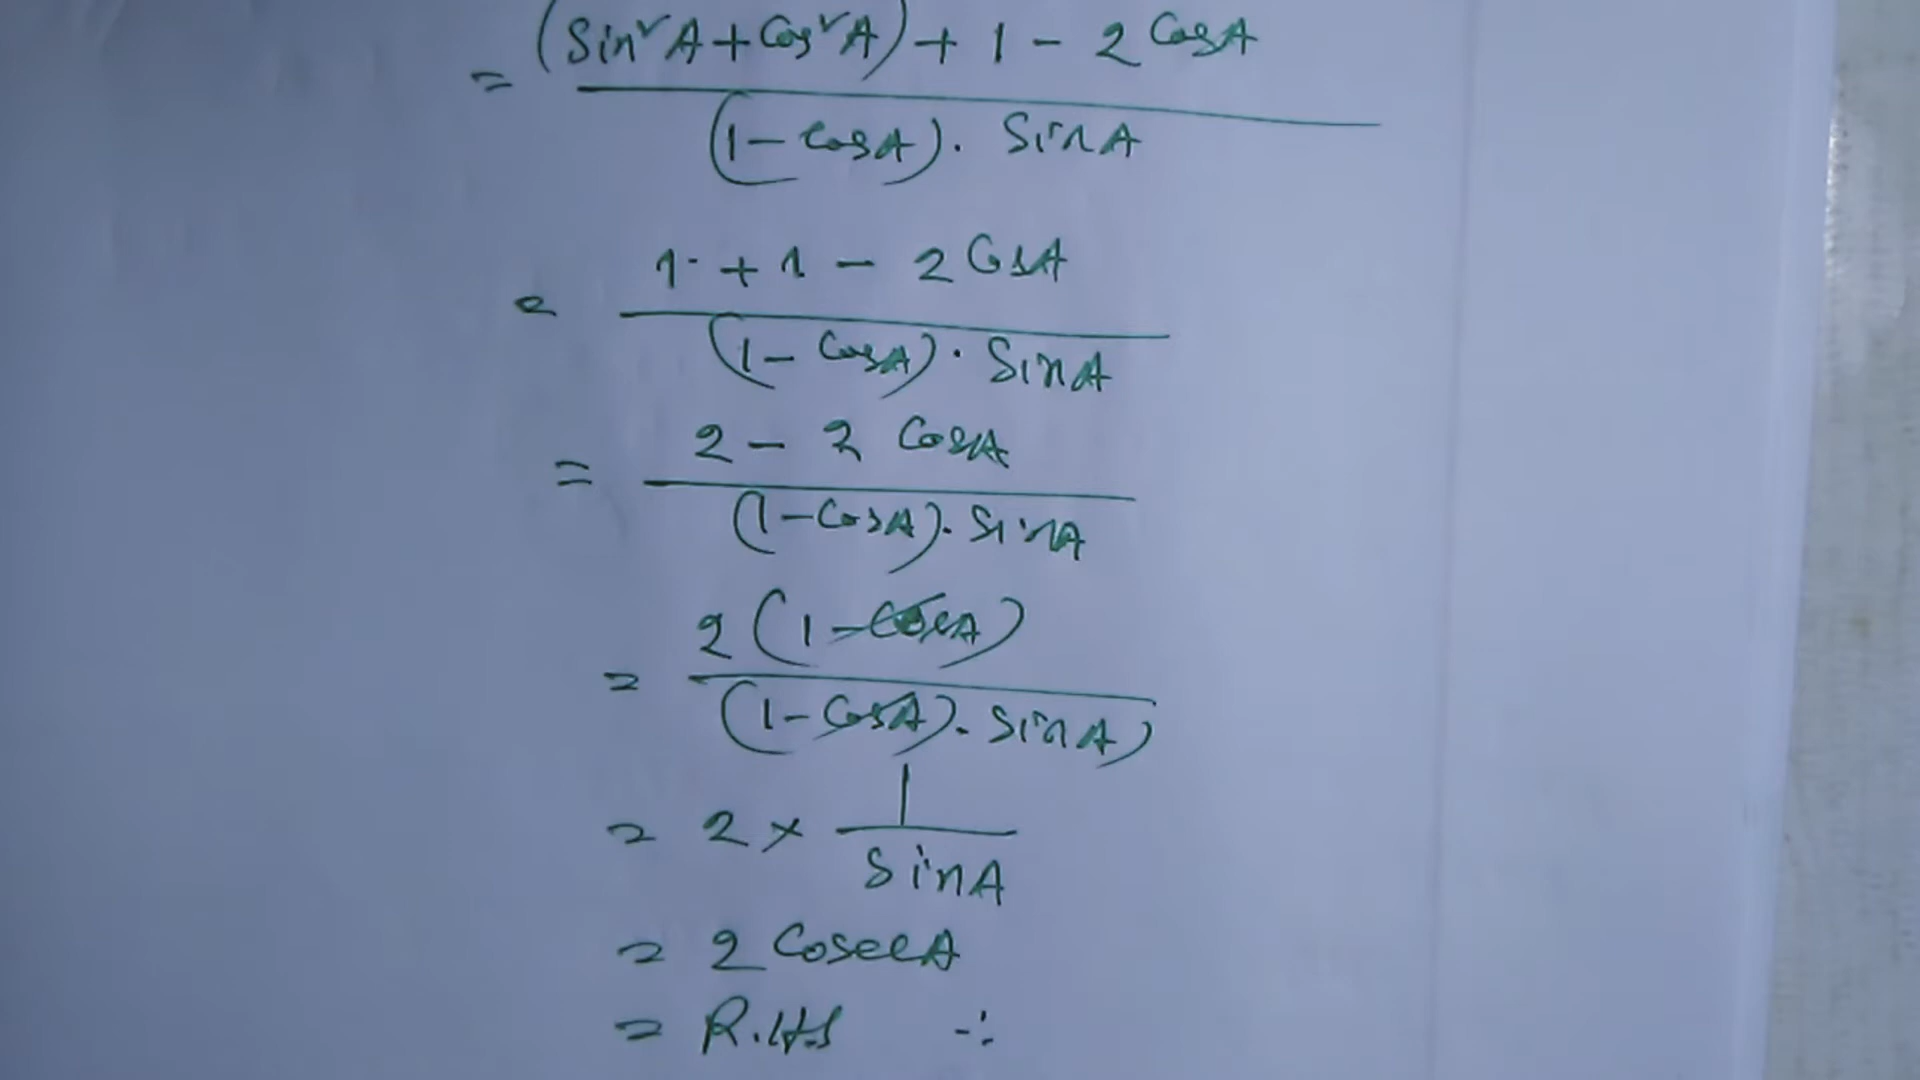 (Sin²A+Cos²A) + 1 - 2 CosA
=
(1-CosA). SinA
1 + 1 - 2 CosA
=
(1-CosA). SinA
2 - 2 CosA
=
(1-CosA). SinA
2 (1-CosA)
=
(1-CosA). SinA)
= 2 × 1
SinA
= 2 CosecA
= R.H.S ∴